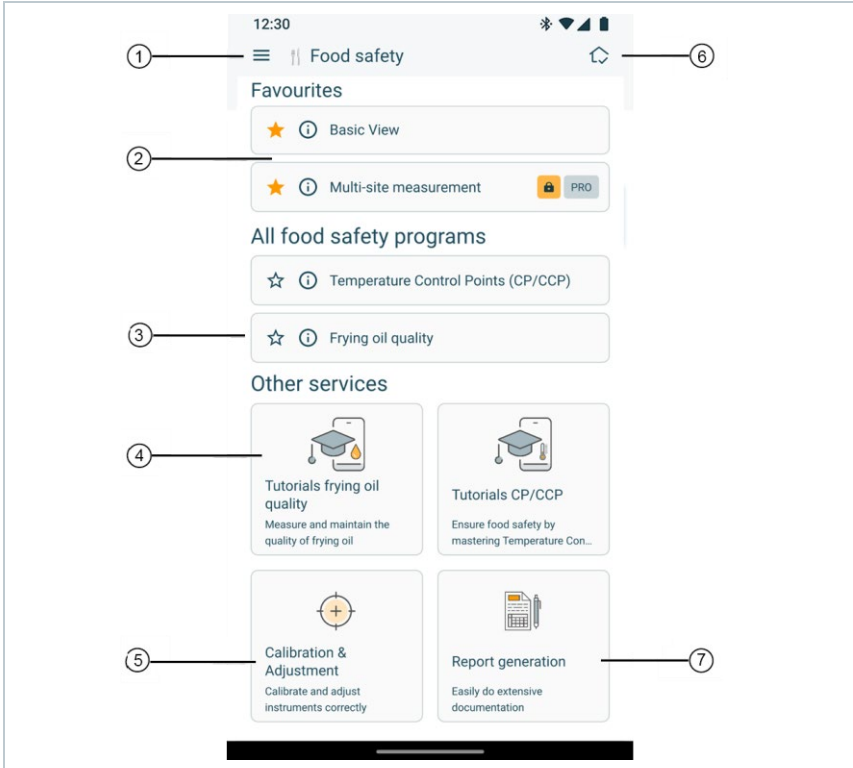 12:30
1
Food safety
6
Favourites
Basic View
2
Multi-site measurement PRO
All food safety programs
Temperature Control Points (CP/CCP)
3
Frying oil quality
Other services
4
Tutorials frying oil
quality
Measure and maintain the
quality of frying oil
Tutorials CP/CCP
Ensure food safety by
mastering Temperature Con...
5
Calibration &
Adjustment
Calibrate and adjust
instruments correctly
Report generation
Easily do extensive
documentation
7